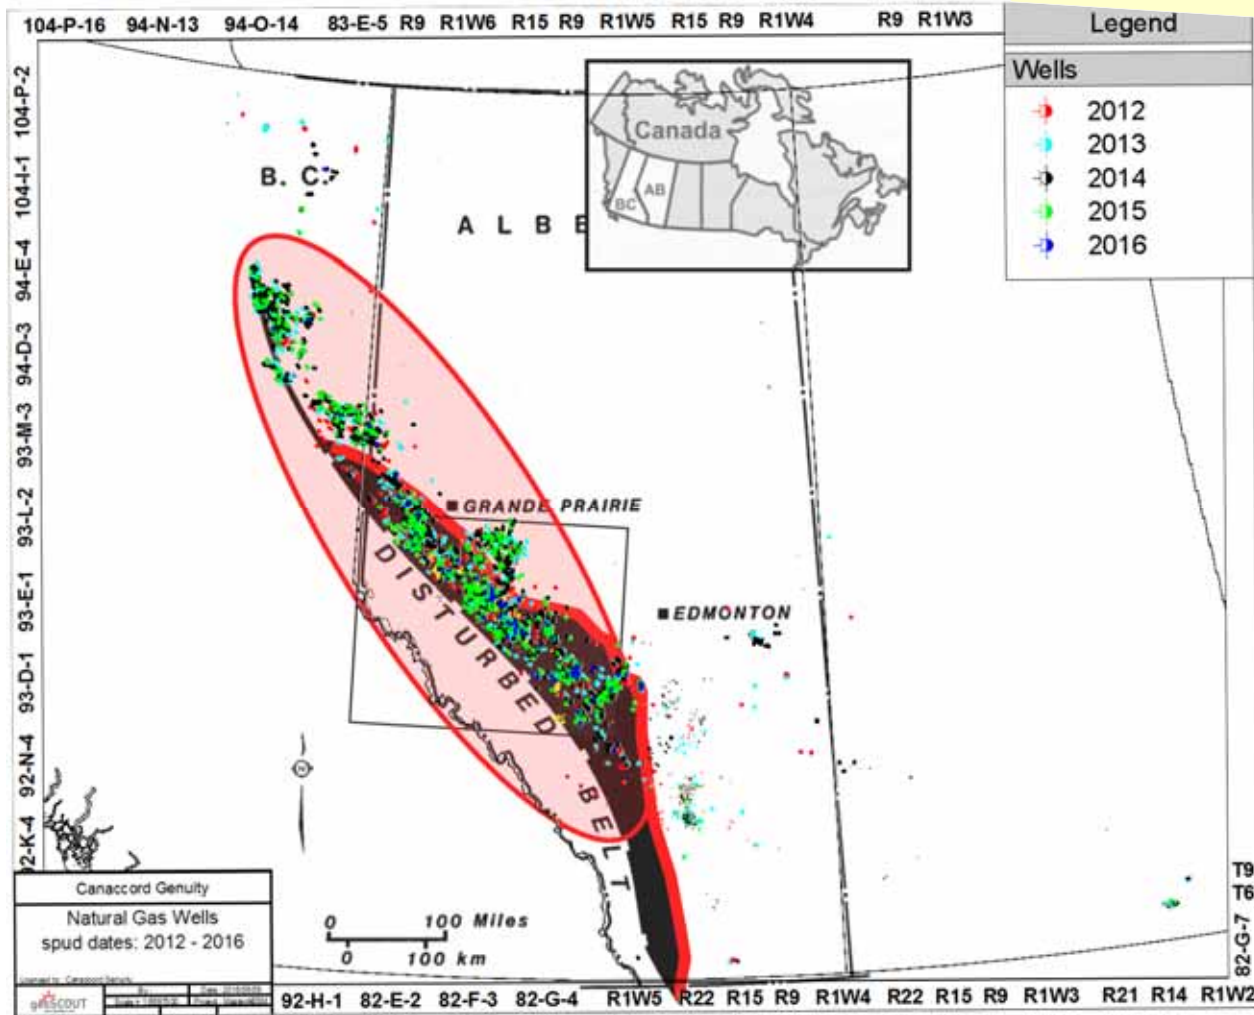 104-P-16 94-N-13 94-O-14 83-E-5 R9 R1W6 R15 R9 R1W5 R15 R9 R1W4 R9 R1W3
Legend
Wells
2012
2013
2014
2015
2016
104-P-2
104-I-1
94-E-4
94-D-3
93-M-3
93-L-2
93-E-1
93-D-1
92-N-4
92-K-4
Canada
BC
AB
B. C.
ALBE
GRANDE PRAIRIE
EDMONTON
DISTURBED BELT
0 100 Miles
0 100 km
Canaccord Genuity
Natural Gas Wells
spud dates: 2012 - 2016
T9
T6
82-G-7
92-H-1 82-E-2 82-F-3 82-G-4 R1W5 R22 R15 R9 R1W4 R22 R15 R9 R1W3 R21 R14 R1W2